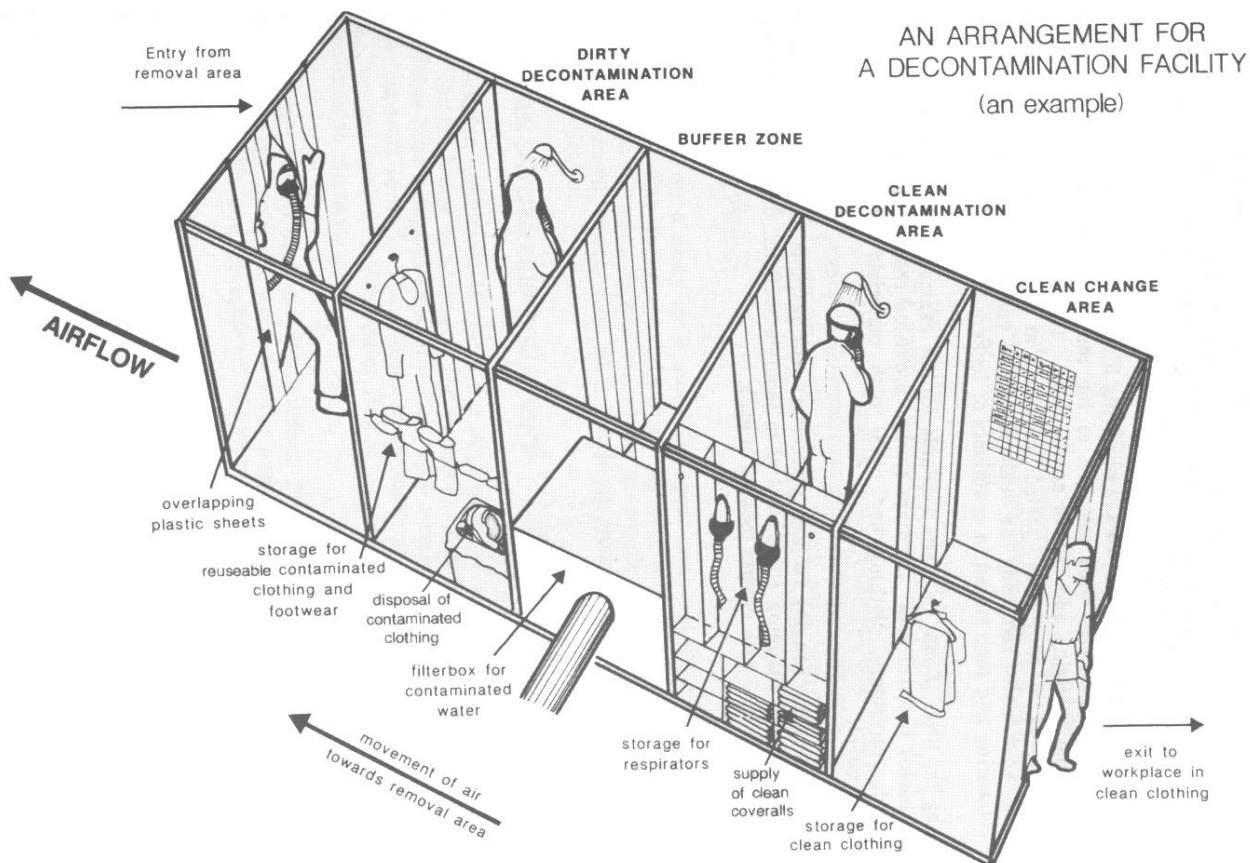 AN ARRANGEMENT FOR
A DECONTAMINATION FACILITY
(an example)
Entry from
removal area
DIRTY
DECONTAMINATION
AREA
BUFFER ZONE
CLEAN
DECONTAMINATION
AREA
CLEAN CHANGE
AREA
AIRFLOW
overlapping
plastic sheets
storage for
reuseable contaminated
clothing and
footwear
disposal of
contaminated
clothing
filterbox for
contaminated
water
movement of air
towards removal area
storage for
respirators
supply
of clean
coveralls
storage for
clean clothing
exit to
workplace in
clean clothing